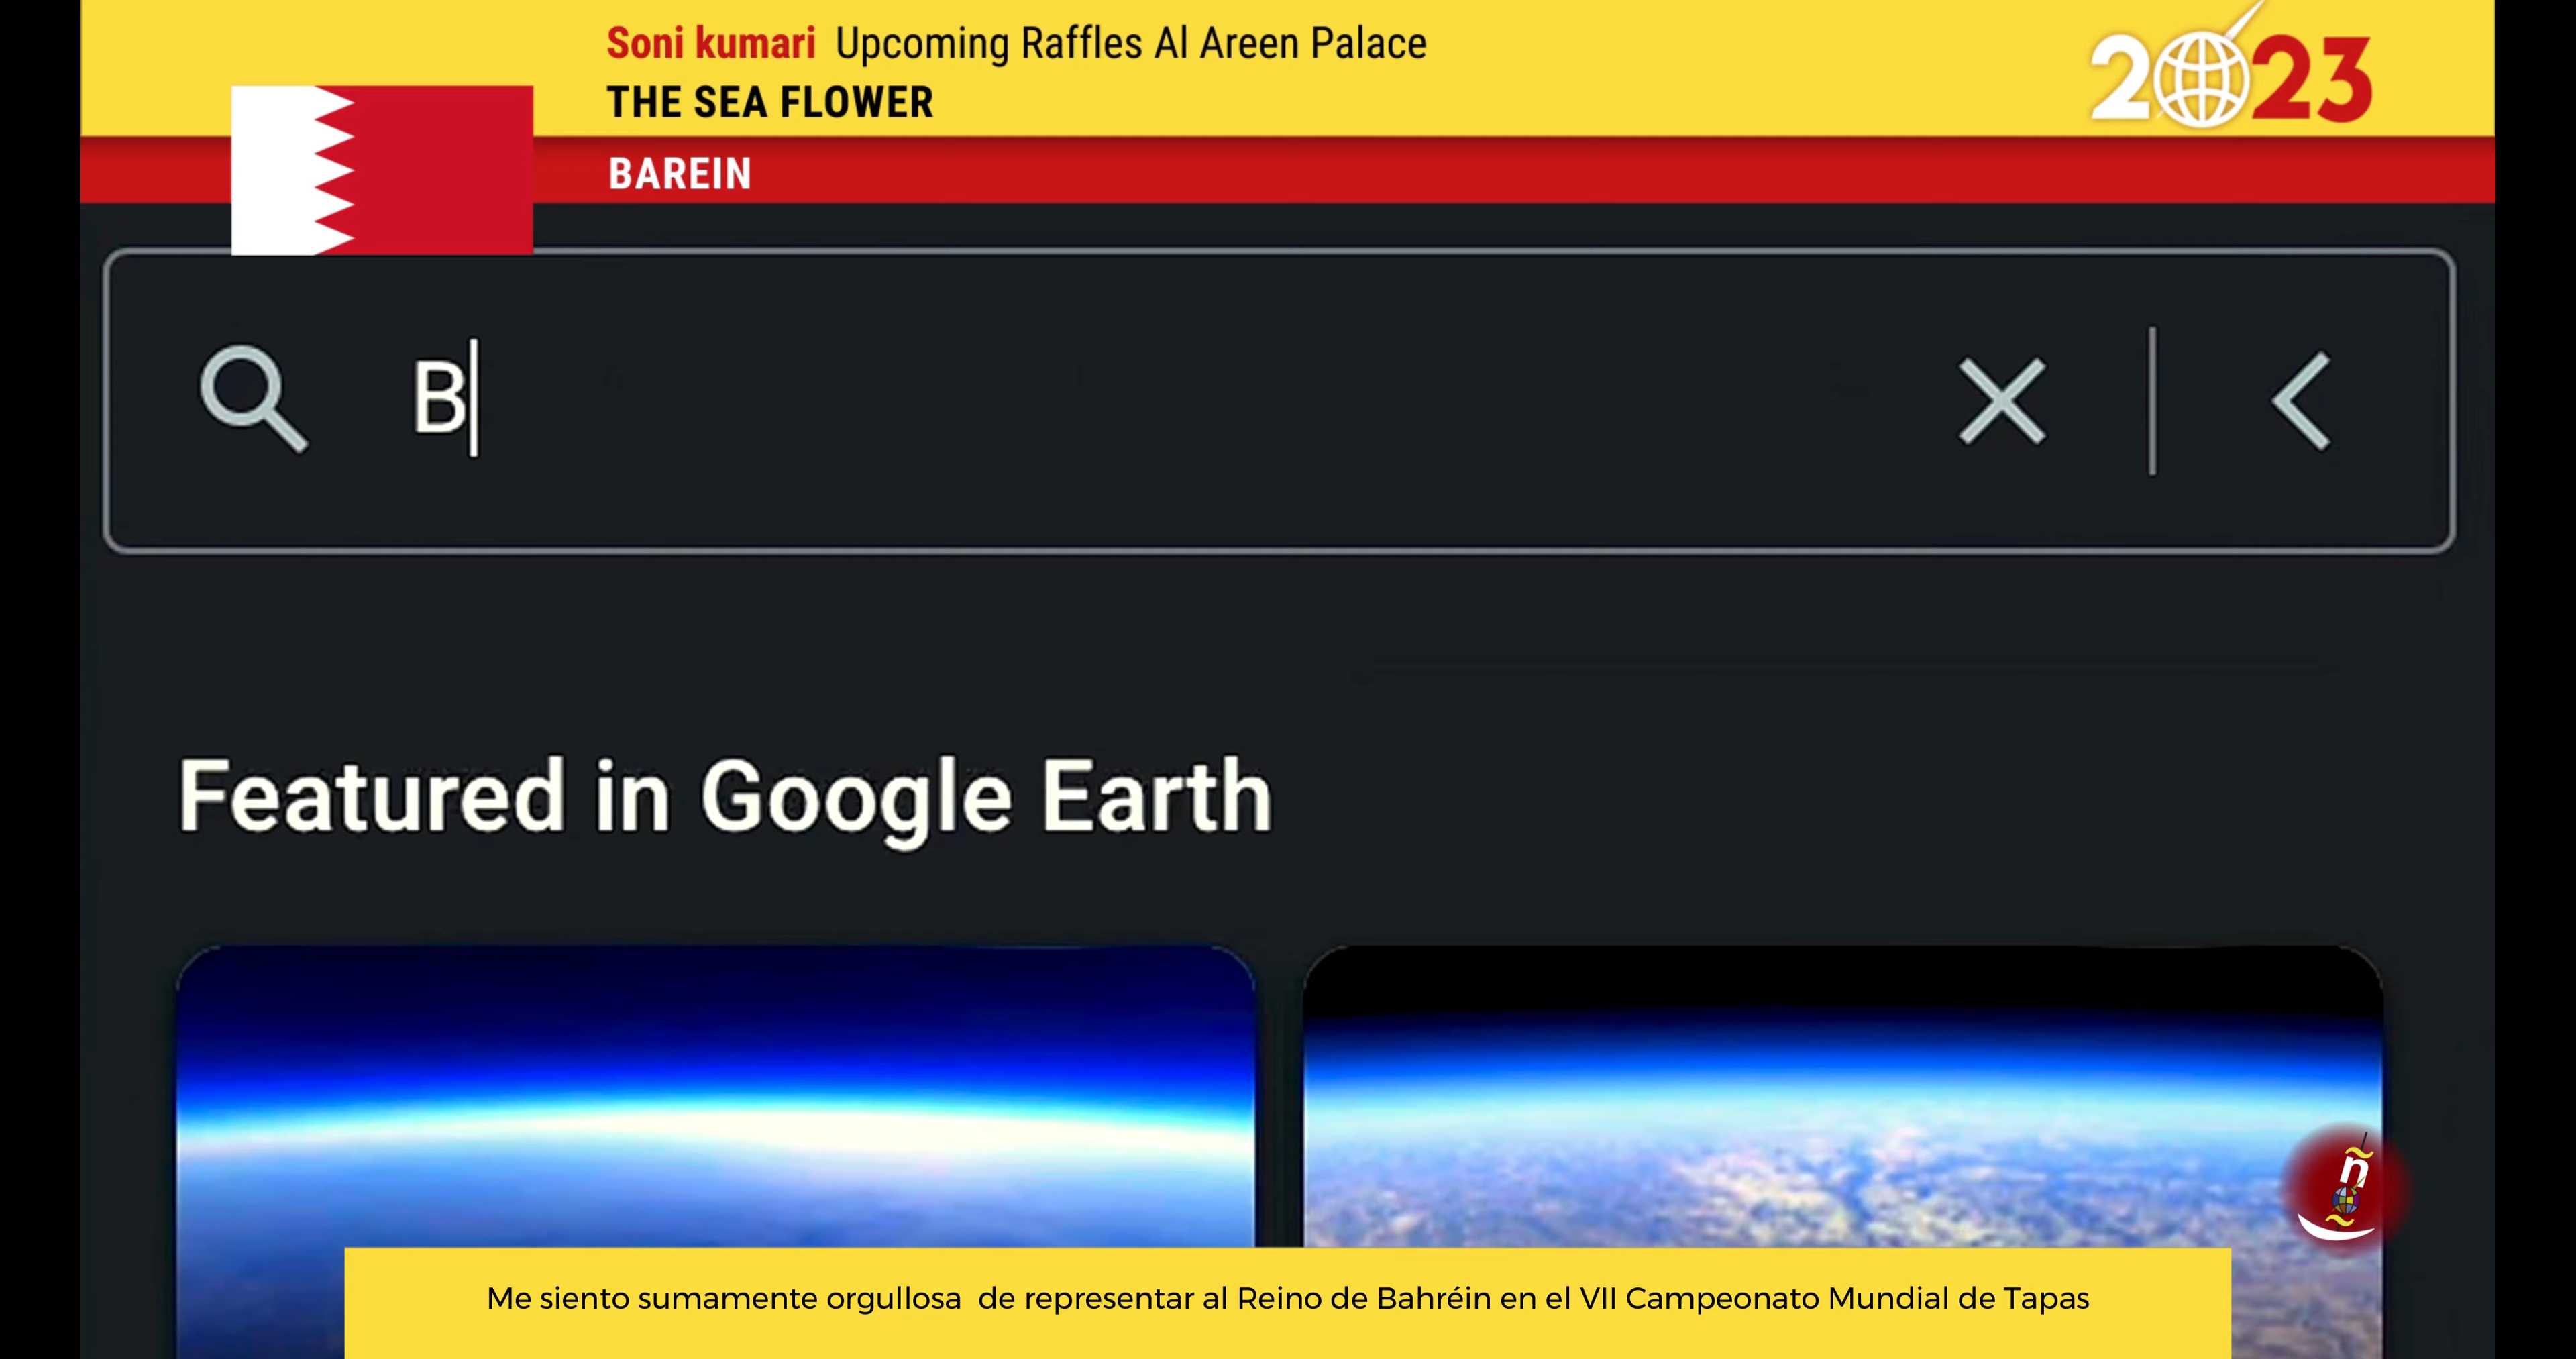 Soni kumari Upcoming Raffles Al Areen Palace
THE SEA FLOWER
2023
BAREIN
B
Featured in Google Earth
ñ
Me siento sumamente orgullosa de representar al Reino de Bahréin en el VII Campeonato Mundial de Tapas